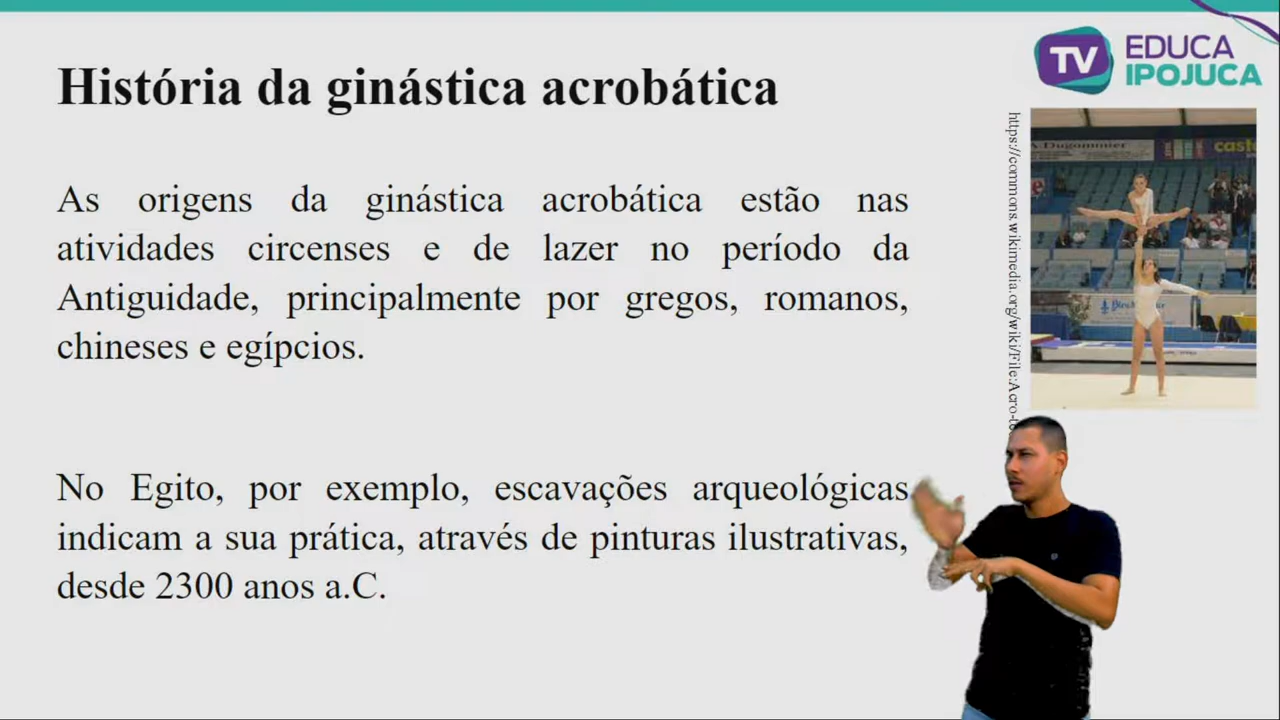 História da ginástica acrobática
TV EDUCA
IPOJUCA
As origens da ginástica acrobática estão nas
atividades circenses e de lazer no período da
Antiguidade, principalmente por gregos, romanos,
chineses e egípcios.
https://commons.wikimedia.org/wiki/File:Acro-t
No Egito, por exemplo, escavações arqueológicas
indicam a sua prática, através de pinturas ilustrativas,
desde 2300 anos a.C.